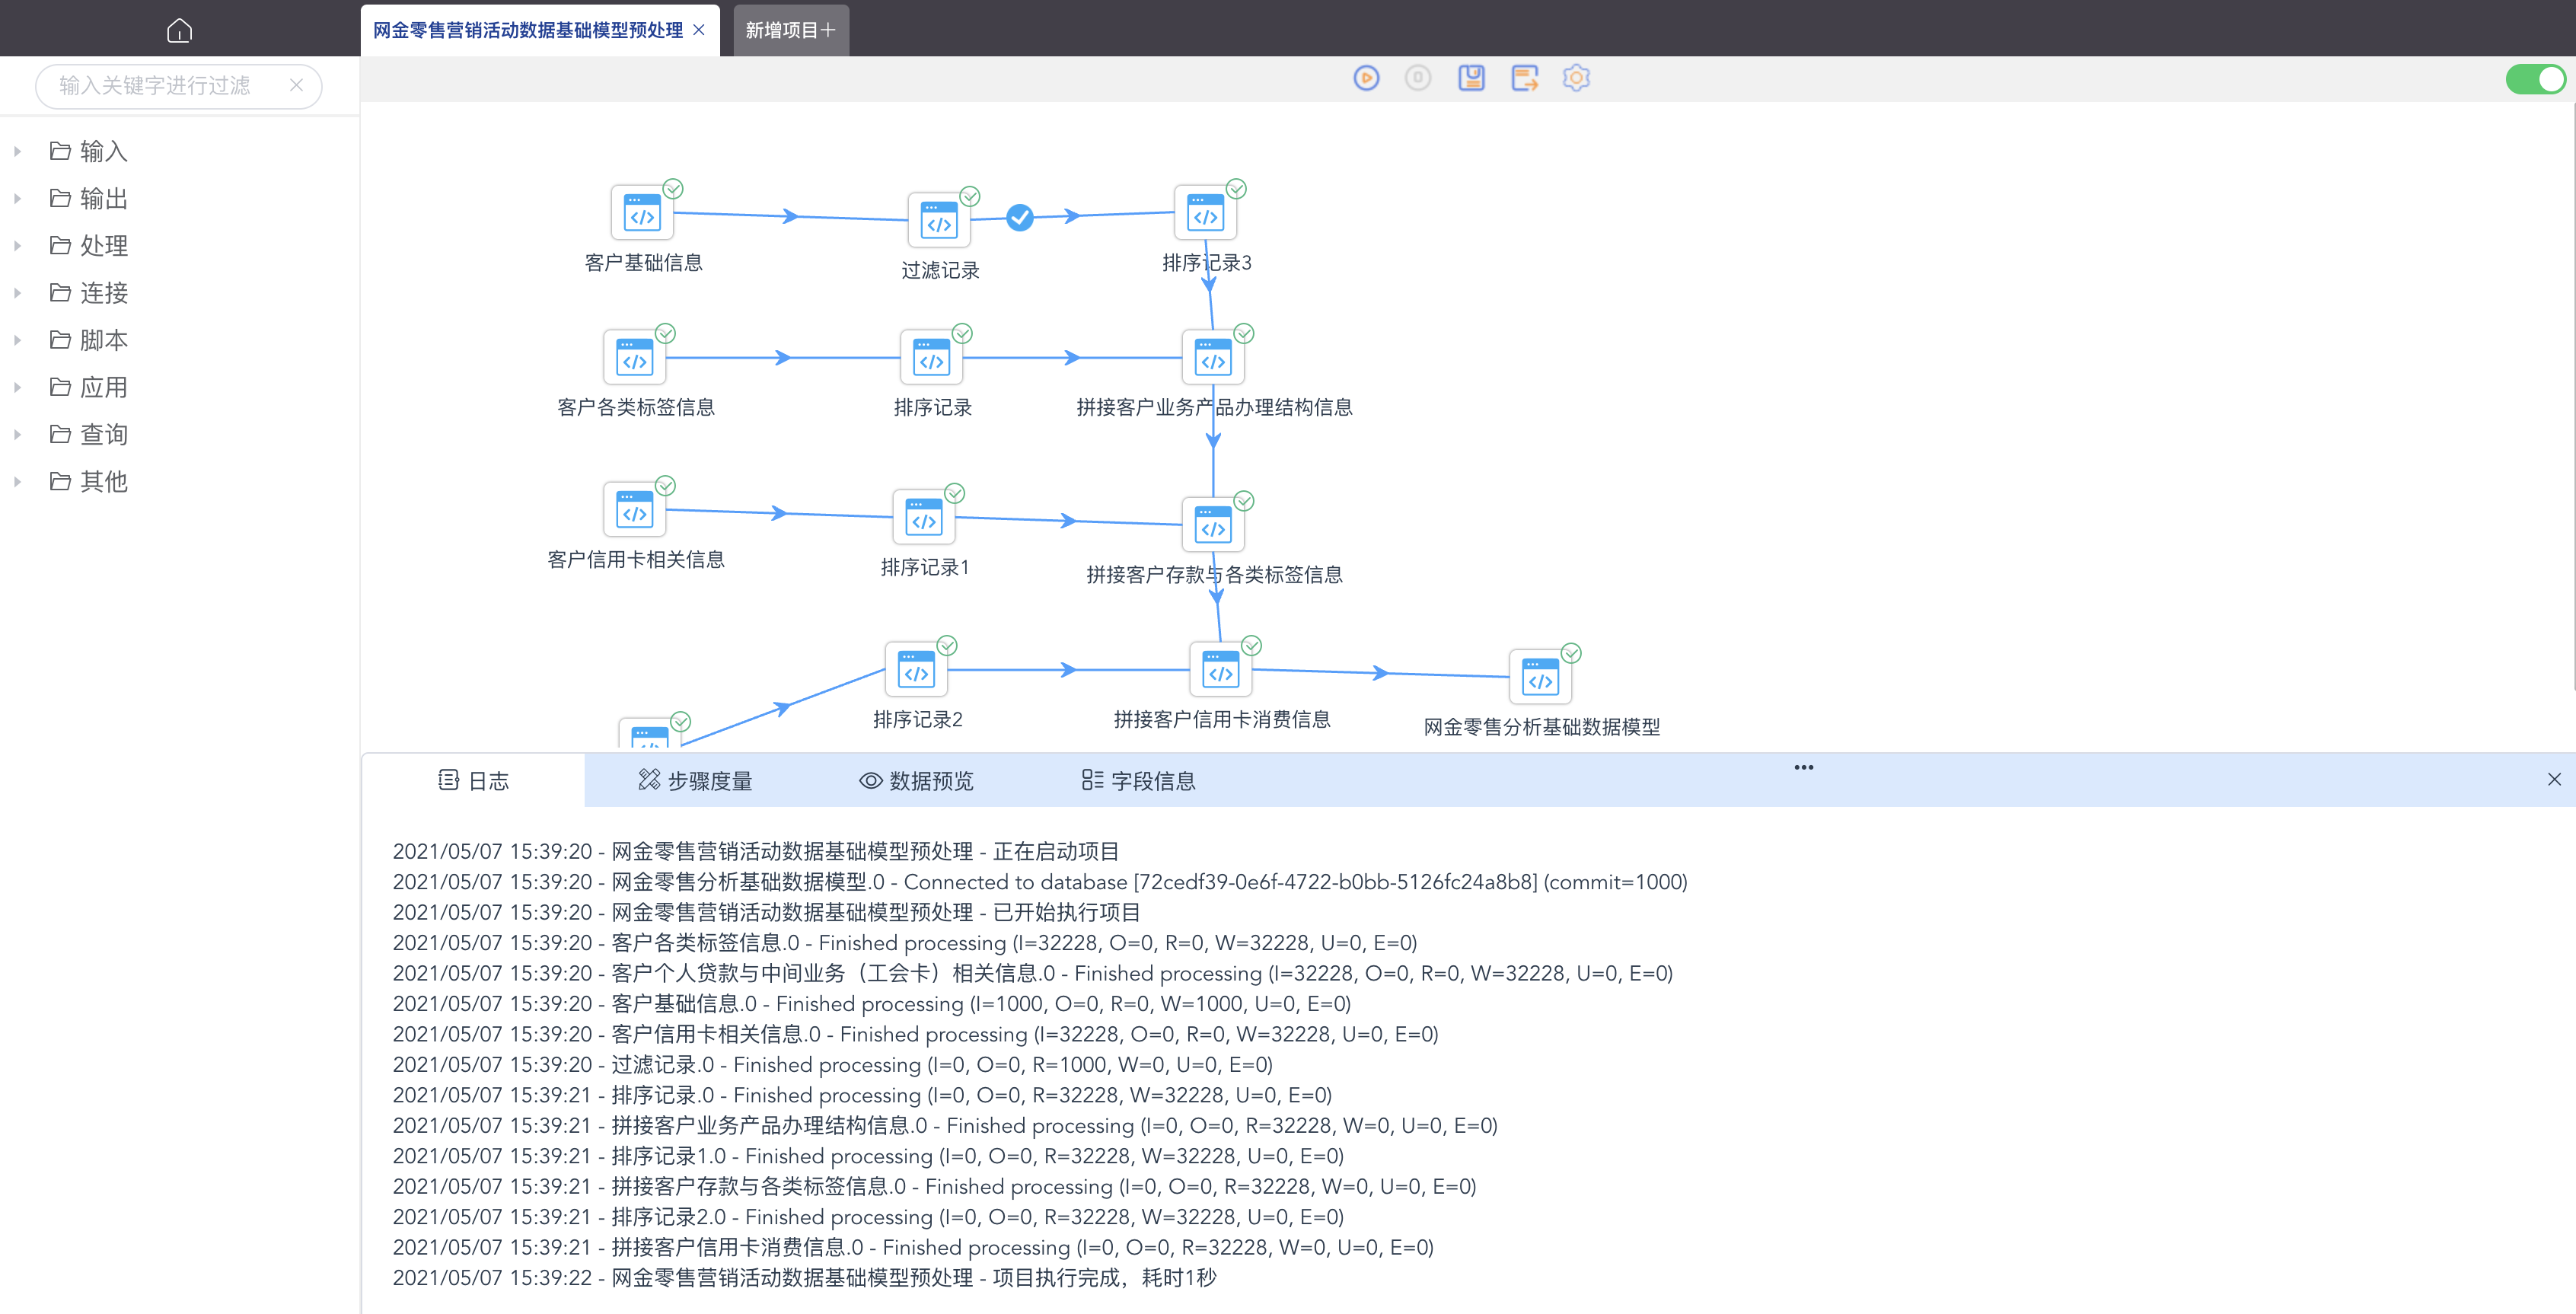 网金零售营销活动数据基础模型预处理
新增项目
输入关键字进行过滤
输入
输出
处理
连接
脚本
应用
查询
其他
客户基础信息
过滤记录
排序记录3
客户各类标签信息
排序记录
拼接客户业务产品办理结构信息
客户信用卡相关信息
排序记录1
拼接客户存款与各类标签信息
排序记录2
拼接客户信用卡消费信息
网金零售分析基础数据模型
日志
步骤度量
数据预览
字段信息
2021/05/07 15:39:20 - 网金零售营销活动数据基础模型预处理 - 正在启动项目
2021/05/07 15:39:20 - 网金零售分析基础数据模型.0 - Connected to database [72cedf39-0e6f-4722-b0bb-5126fc24a8b8] (commit=1000)
2021/05/07 15:39:20 - 网金零售营销活动数据基础模型预处理 - 已开始执行项目
2021/05/07 15:39:20 - 客户各类标签信息.0 - Finished processing (I=32228, O=0, R=0, W=32228, U=0, E=0)
2021/05/07 15:39:20 - 客户个人贷款与中间业务（工会卡）相关信息.0 - Finished processing (I=32228, O=0, R=0, W=32228, U=0, E=0)
2021/05/07 15:39:20 - 客户基础信息.0 - Finished processing (I=1000, O=0, R=0, W=1000, U=0, E=0)
2021/05/07 15:39:20 - 客户信用卡相关信息.0 - Finished processing (I=32228, O=0, R=0, W=32228, U=0, E=0)
2021/05/07 15:39:20 - 过滤记录.0 - Finished processing (I=0, O=0, R=1000, W=0, U=0, E=0)
2021/05/07 15:39:21 - 排序记录.0 - Finished processing (I=0, O=0, R=32228, W=32228, U=0, E=0)
2021/05/07 15:39:21 - 拼接客户业务产品办理结构信息.0 - Finished processing (I=0, O=0, R=32228, W=0, U=0, E=0)
2021/05/07 15:39:21 - 排序记录1.0 - Finished processing (I=0, O=0, R=32228, W=32228, U=0, E=0)
2021/05/07 15:39:21 - 拼接客户存款与各类标签信息.0 - Finished processing (I=0, O=0, R=32228, W=0, U=0, E=0)
2021/05/07 15:39:21 - 排序记录2.0 - Finished processing (I=0, O=0, R=32228, W=32228, U=0, E=0)
2021/05/07 15:39:21 - 拼接客户信用卡消费信息.0 - Finished processing (I=0, O=0, R=32228, W=0, U=0, E=0)
2021/05/07 15:39:22 - 网金零售营销活动数据基础模型预处理 - 项目执行完成，耗时1秒